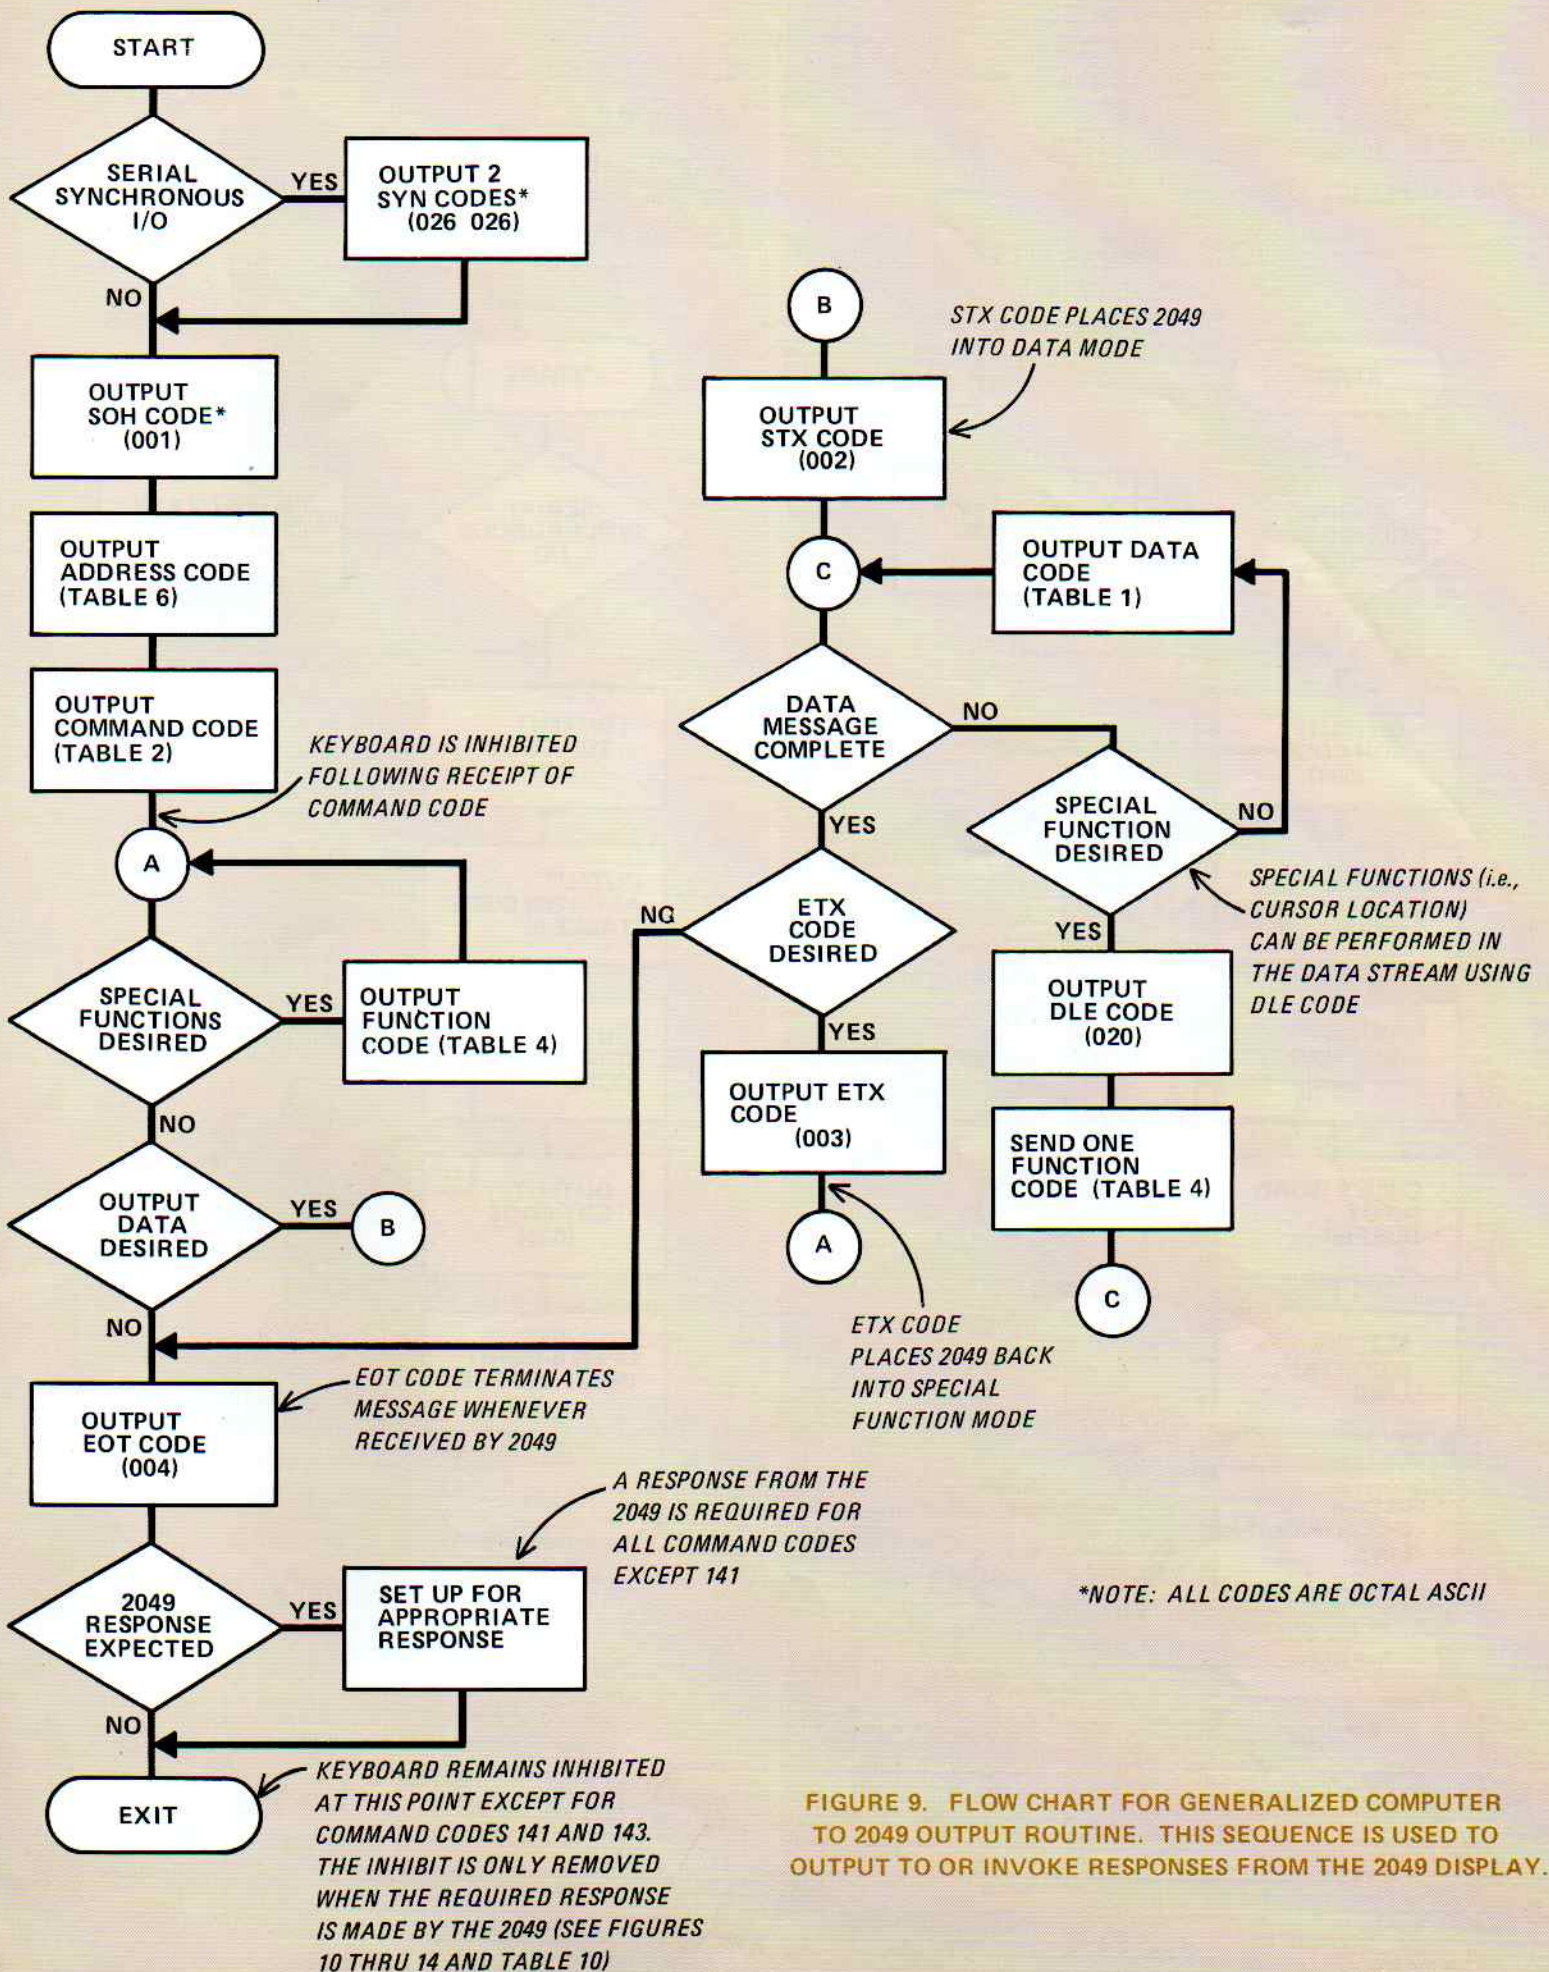 START
SERIAL
SYNCHRONOUS
I/O
YES
OUTPUT 2
SYN CODES*
(026 026)
NO
OUTPUT
SOH CODE*
(001)
OUTPUT
ADDRESS CODE
(TABLE 6)
OUTPUT
COMMAND CODE
(TABLE 2)
KEYBOARD IS INHIBITED
FOLLOWING RECEIPT OF
COMMAND CODE
A
SPECIAL
FUNCTIONS
DESIRED
YES
OUTPUT
FUNCTION
CODE (TABLE 4)
NO
OUTPUT
DATA
DESIRED
YES
B
NO
OUTPUT
EOT CODE
(004)
EOT CODE TERMINATES
MESSAGE WHENEVER
RECEIVED BY 2049
2049
RESPONSE
EXPECTED
YES
SET UP FOR
APPROPRIATE
RESPONSE
A RESPONSE FROM THE
2049 IS REQUIRED FOR
ALL COMMAND CODES
EXCEPT 141
NO
EXIT
KEYBOARD REMAINS INHIBITED
AT THIS POINT EXCEPT FOR
COMMAND CODES 141 AND 143.
THE INHIBIT IS ONLY REMOVED
WHEN THE REQUIRED RESPONSE
IS MADE BY THE 2049 (SEE FIGURES
10 THRU 14 AND TABLE 10)
B
STX CODE PLACES 2049
INTO DATA MODE
OUTPUT
STX CODE
(002)
C
OUTPUT DATA
CODE
(TABLE 1)
DATA
MESSAGE
COMPLETE
NO
SPECIAL
FUNCTION
DESIRED
NO
YES
ETX
CODE
DESIRED
NO
YES
SPECIAL FUNCTIONS (i.e.,
CURSOR LOCATION)
CAN BE PERFORMED IN
THE DATA STREAM USING
DLE CODE
OUTPUT
DLE CODE
(020)
YES
OUTPUT ETX
CODE
(003)
SEND ONE
FUNCTION
CODE (TABLE 4)
A
C
ETX CODE
PLACES 2049 BACK
INTO SPECIAL
FUNCTION MODE
*NOTE: ALL CODES ARE OCTAL ASCII
FIGURE 9. FLOW CHART FOR GENERALIZED COMPUTER
TO 2049 OUTPUT ROUTINE. THIS SEQUENCE IS USED TO
OUTPUT TO OR INVOKE RESPONSES FROM THE 2049 DISPLAY.